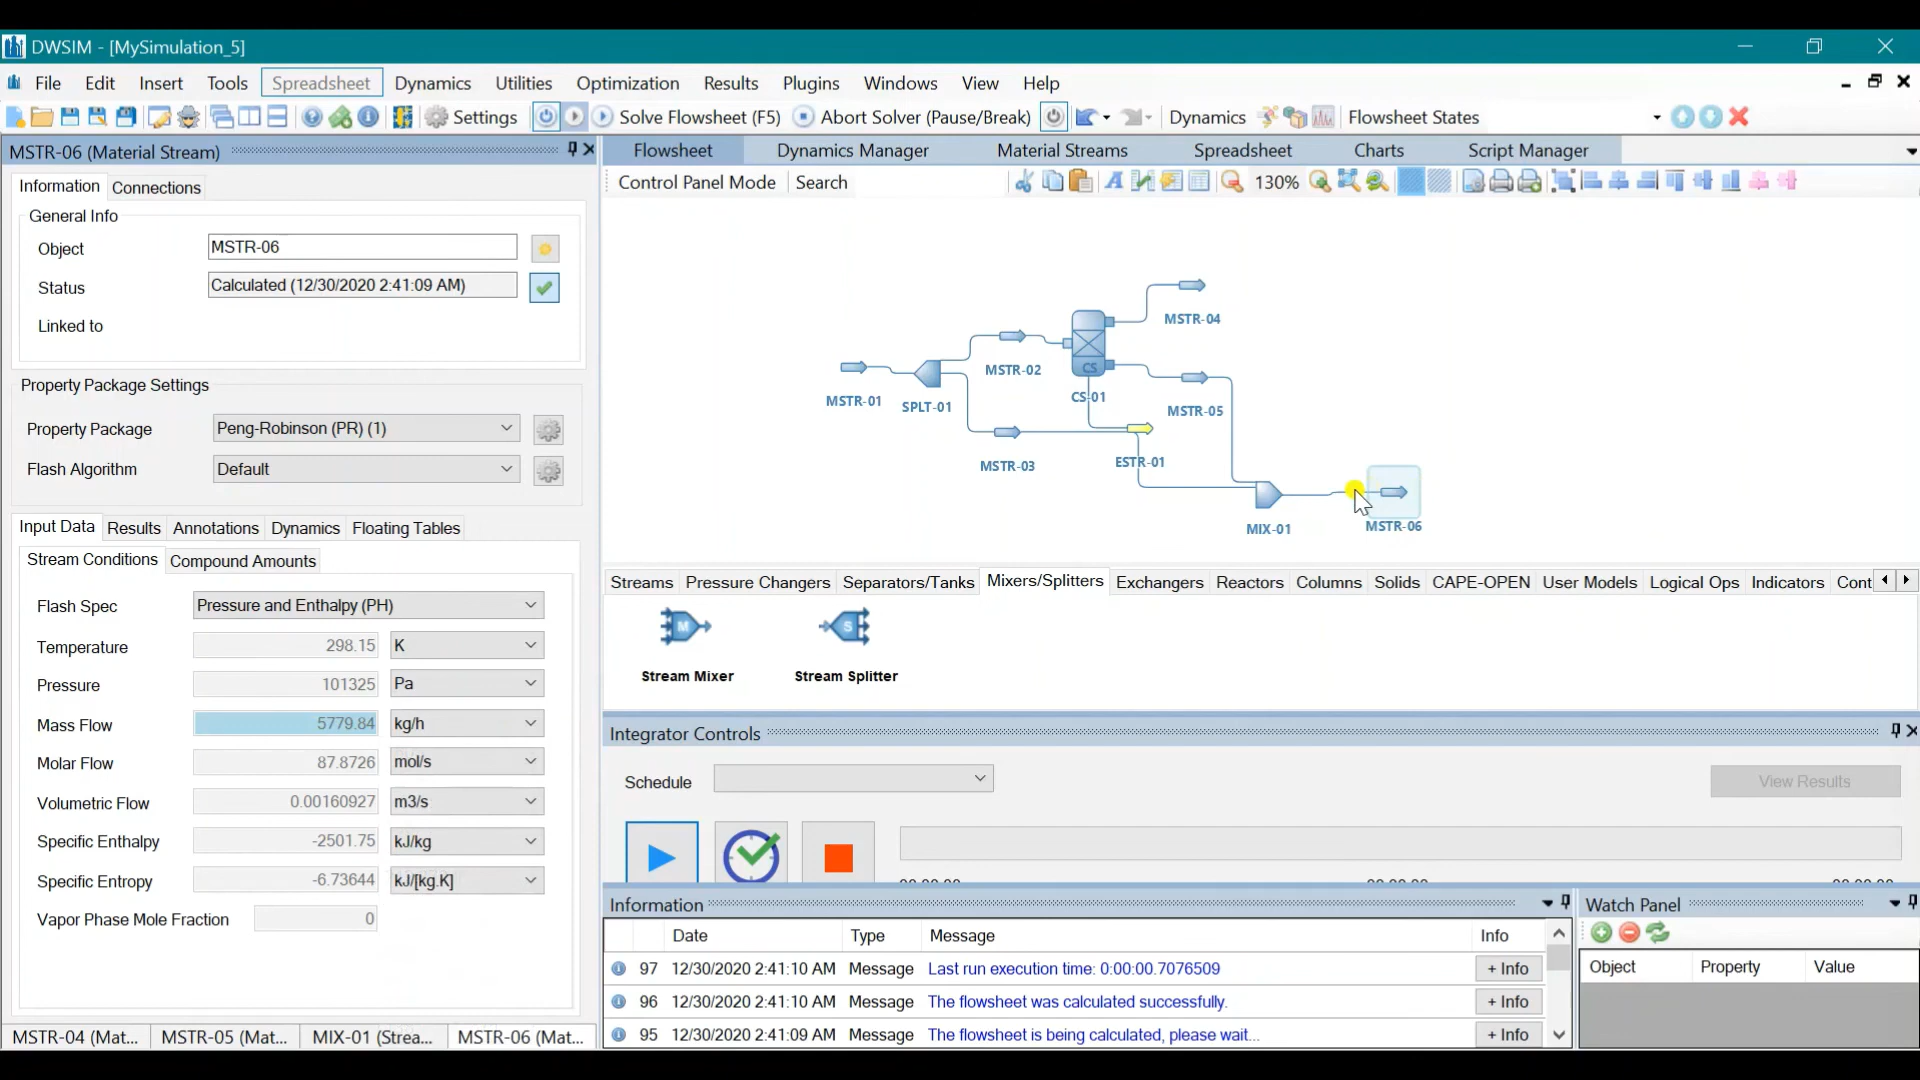 DWSIM - [MySimulation_5]
File Edit Insert Tools Spreadsheet Dynamics Utilities Optimization Results Plugins Windows View Help
Settings Solve Flowsheet (F5) Abort Solver (Pause/Break) Dynamics Flowsheet States
MSTR-06 (Material Stream)
Information Connections
General Info
Object MSTR-06
Status Calculated (12/30/2020 2:41:09 AM)
Linked to
Property Package Settings
Property Package Peng-Robinson (PR) (1)
Flash Algorithm Default
Input Data Results Annotations Dynamics Floating Tables
Stream Conditions Compound Amounts
Flash Spec Pressure and Enthalpy (PH)
Temperature 298.15 K
Pressure 101325 Pa
Mass Flow 5779.84 kg/h
Molar Flow 87.8726 mol/s
Volumetric Flow 0.00160927 m3/s
Specific Enthalpy -2501.75 kJ/kg
Specific Entropy -6.73644 kJ/[kg.K]
Vapor Phase Mole Fraction 0
MSTR-04 (Mat... MSTR-05 (Mat... MIX-01 (Strea... MSTR-06 (Mat...
Flowsheet Dynamics Manager Material Streams Spreadsheet Charts Script Manager
Control Panel Mode Search A 130%
MSTR-04
MSTR-02
CS
MSTR-01 SPLT-01 CS-01 MSTR-05
MSTR-03 ESTR-01
MIX-01 MSTR-06
Streams Pressure Changers Separators/Tanks Mixers/Splitters Exchangers Reactors Columns Solids CAPE-OPEN User Models Logical Ops Indicators Cont
M S
Stream Mixer Stream Splitter
Integrator Controls
Schedule View Results
Information
Date Type Message Info
97 12/30/2020 2:41:10 AM Message Last run execution time: 0:00:00.7076509 + Info
96 12/30/2020 2:41:10 AM Message The flowsheet was calculated successfully. + Info
95 12/30/2020 2:41:09 AM Message The flowsheet is being calculated, please wait... + Info
Watch Panel
Object Property Value